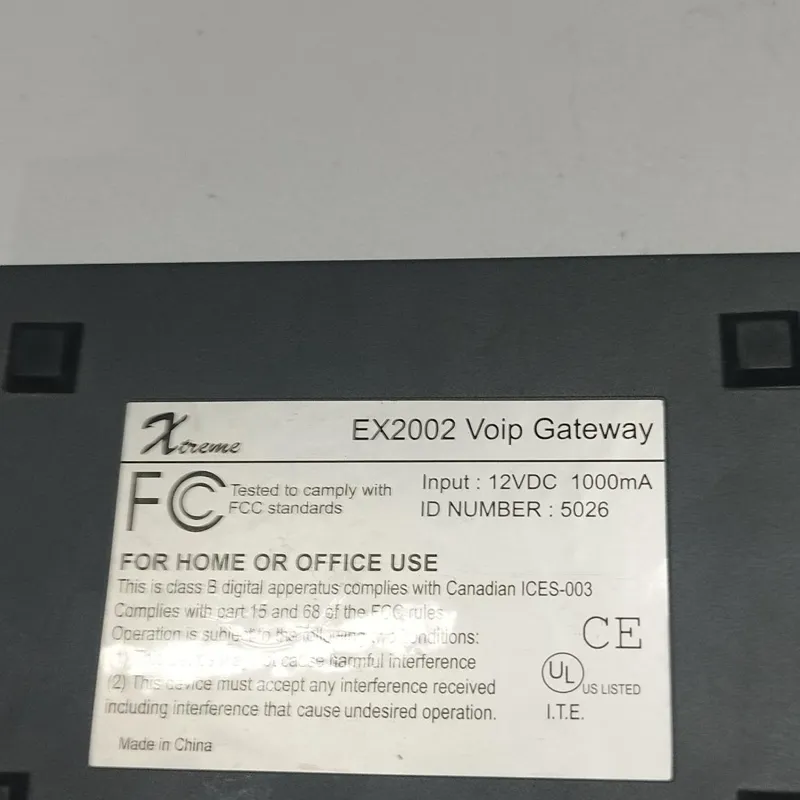 Xtreme
EX2002 Voip Gateway
FC Tested to camply with
FCC standards
Input : 12VDC 1000mA
ID NUMBER : 5026
FOR HOME OR OFFICE USE
This is class B digital apperatus complies with Canadian ICES-003
Complies with cart 15 and 68 of the FCC rules
Operation is subject to the following two conditions:
(1) not cause harmful interference
(2) This device must accept any interference received
including interference that cause undesired operation.
CE
UL US LISTED
I.T.E.
Made in China